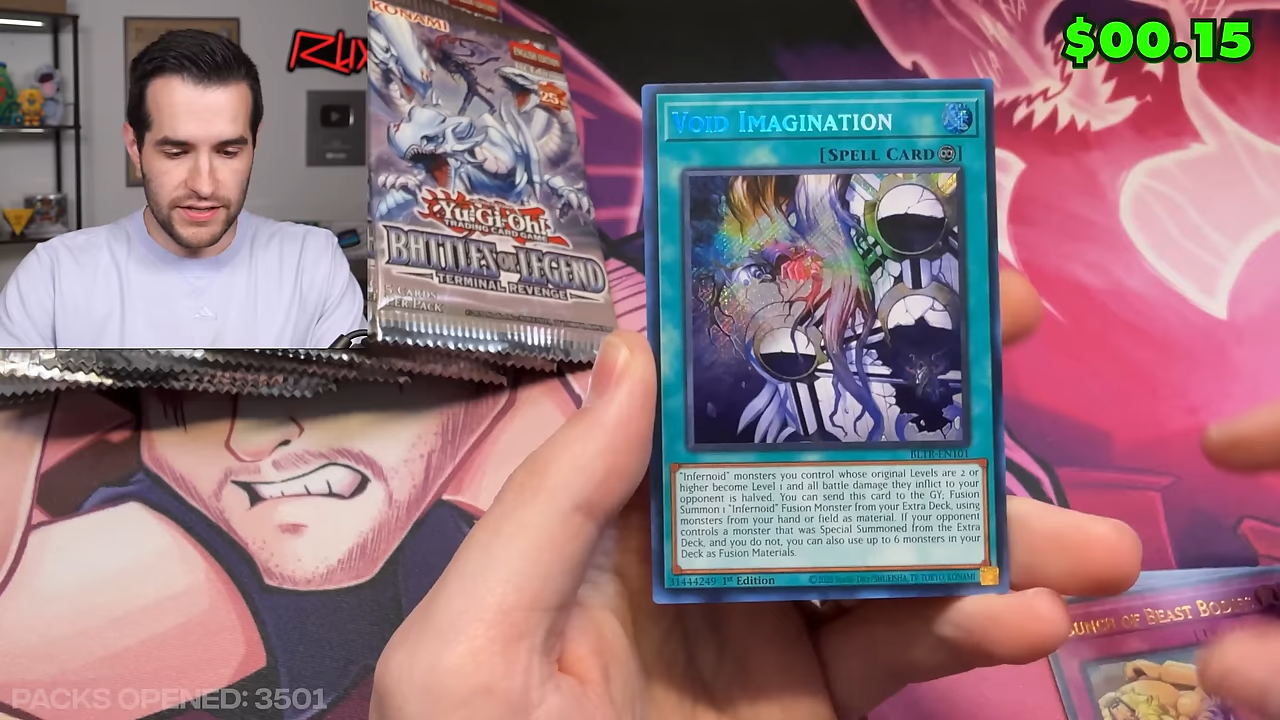 $00.15
KONAMI
25
Yu-Gi-Oh!
TRADING CARD GAME
BATTLES OF LEGEND
TERMINAL REVENGE
5 CARDS
PER PACK
VOID IMAGINATION
[SPELL CARD]
BLTR-EN101
"Infernoid" monsters you control whose original Levels are 2 or
higher become Level 1 and all battle damage they inflict to your
opponent is halved. You can send this card to the GY; Fusion
Summon 1 "Infernoid" Fusion Monster from your Extra Deck, using
monsters from your hand or field as material. If your opponent
controls a monster that was Special Summoned from the Extra
Deck, and you do not, you can also use up to 6 monsters in your
Deck as Fusion Materials.
31444249 1st Edition
OF BEAST
PACKS OPENED: 3501